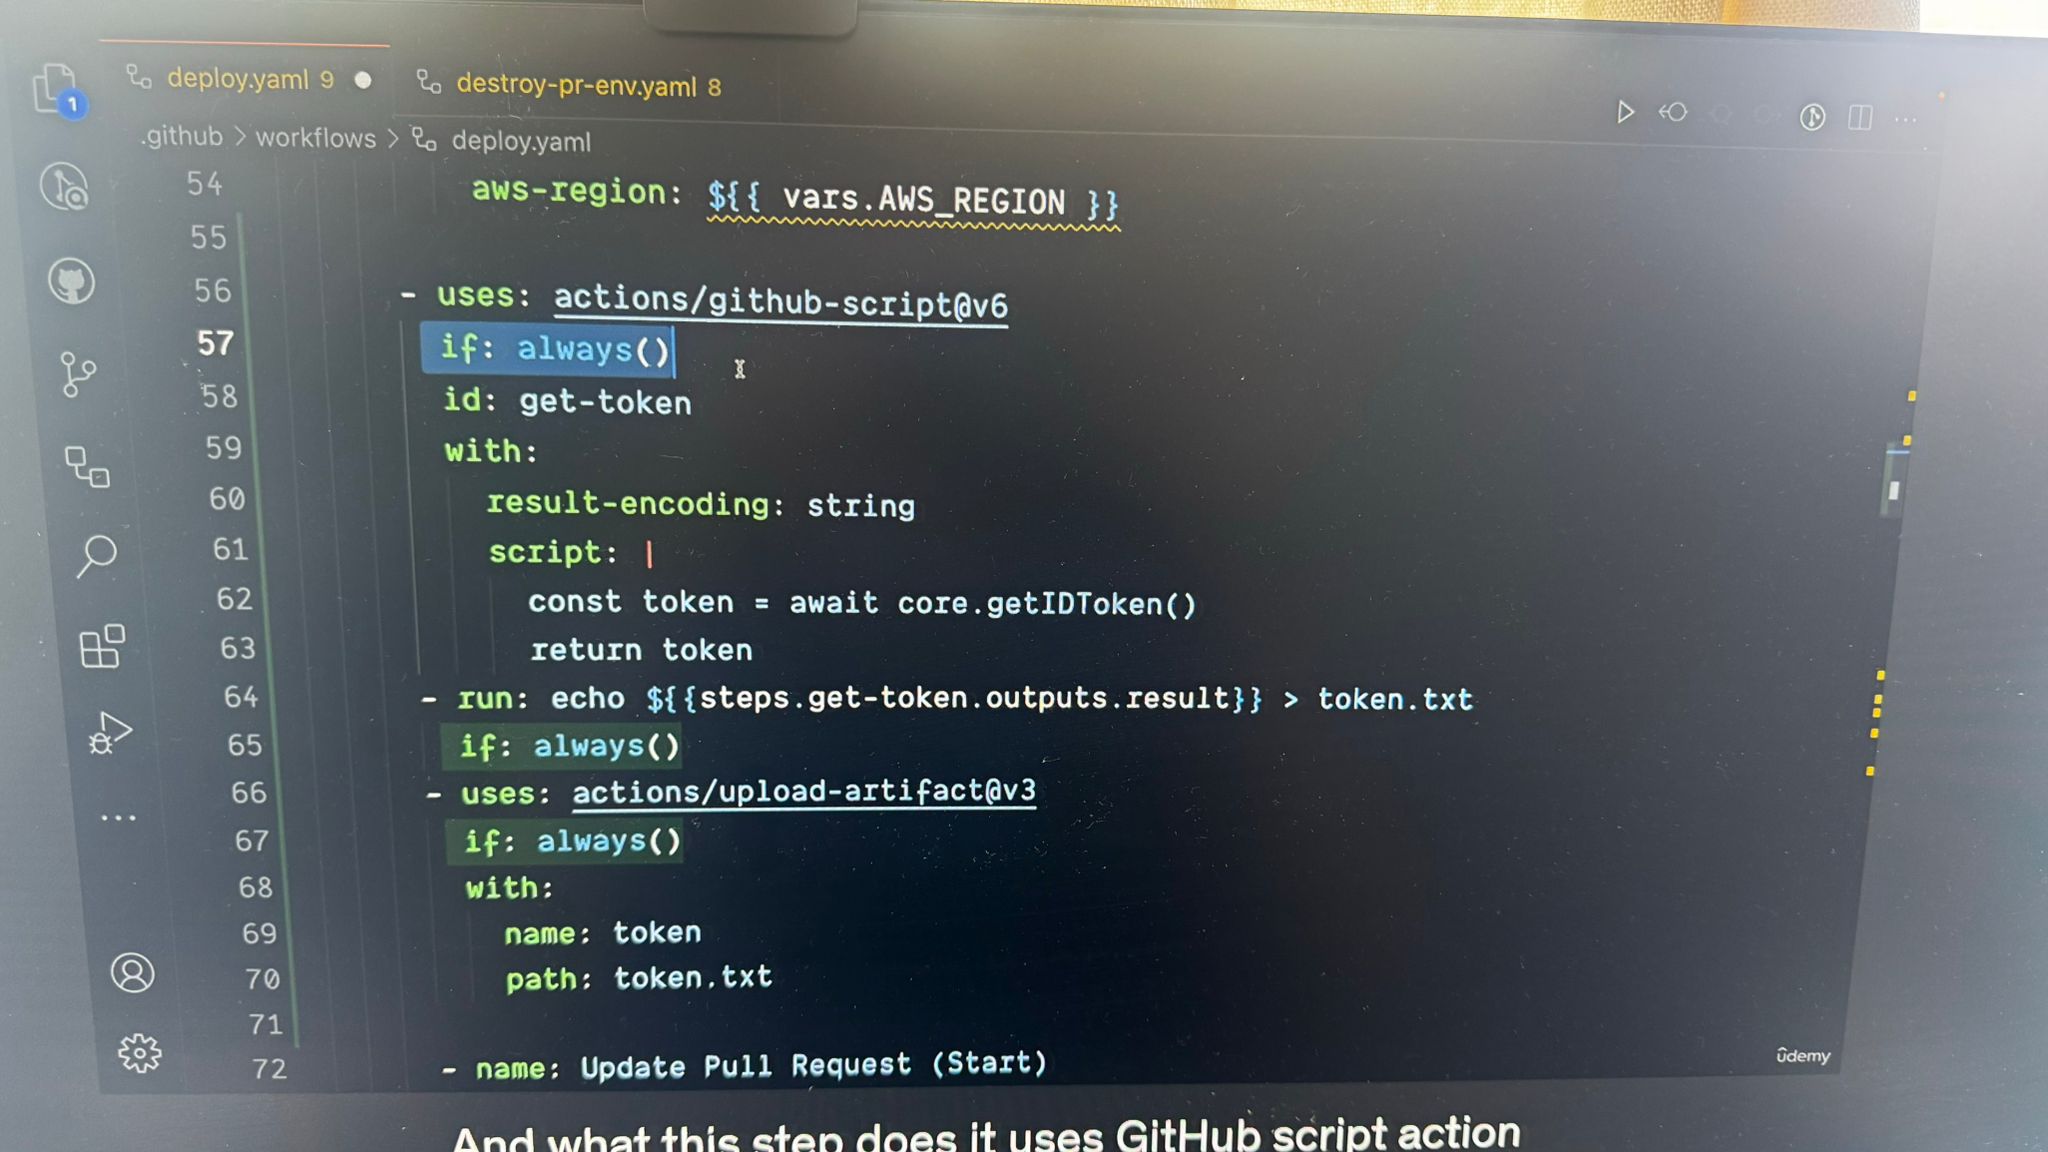 deploy.yaml 9
destroy-pr-env.yaml 8
1
.github > workflows > deploy.yaml
54 aws-region: ${{ vars.AWS_REGION }}
55
56 - uses: actions/github-script@v6
57 if: always()
58 id: get-token
59 with:
60 result-encoding: string
61 script: |
62 const token = await core.getIDToken()
63 return token
64 - run: echo ${{steps.get-token.outputs.result}} > token.txt
65 if: always()
66 - uses: actions/upload-artifact@v3
67 if: always()
68 with:
69 name: token
70 path: token.txt
71
72 - name: Update Pull Request (Start)
ûdemy
And what this step does it uses GitHub script action